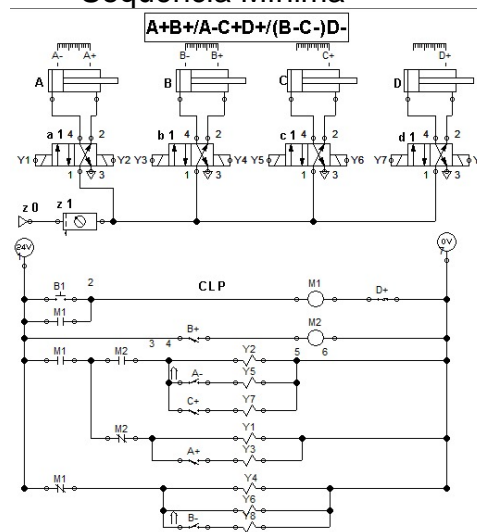 Sequência Mínima
A+B+/A-C+D+/(B-C-)D-
A- A+ B- B+ C+ D+
A B C D
a 1 4 2 b 1 4 2 c 1 4 2 d 1 4 2
Y1 Y2 Y3 Y4 Y5 Y6 Y7
1 3 1 3 1 3 1 3
z 0 z 1
24V 0V
B1 2 CLP M1 D+
M1
B+ M2
M1 M2 3 4 Y2 5 6
A- Y5
C+ Y7
M2 Y1
A+ Y3
M1 Y4
Y6
B- Y8